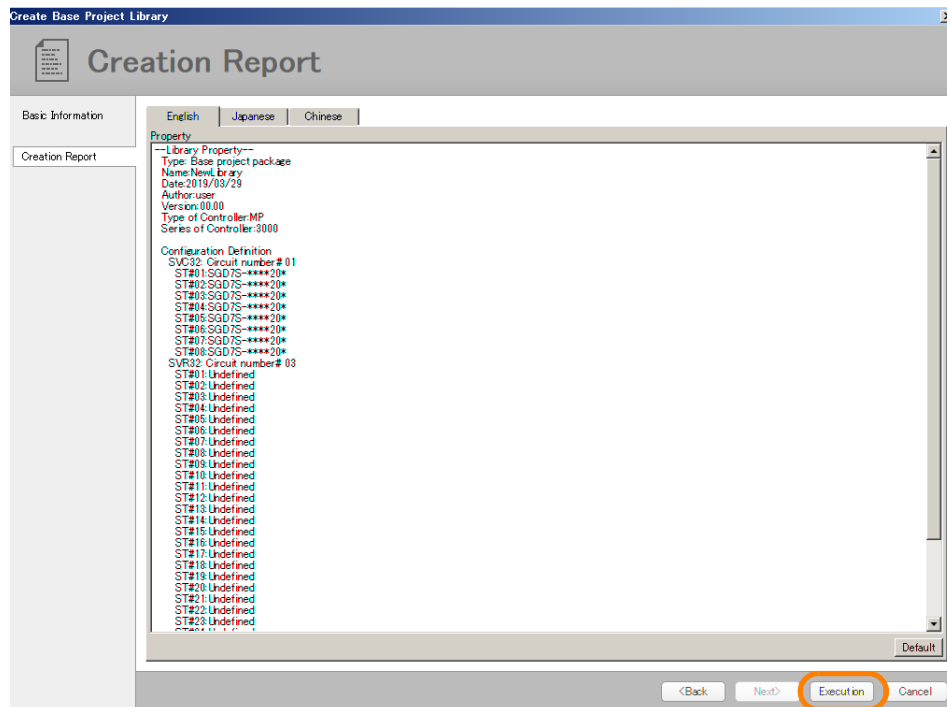 Create Base Project Library
Creation Report
Basic Information
Creation Report
English Japanese Chinese
Property
--Library Property--
Type: Base project package
Name:NewLibrary
Date:2019/03/29
Author:user
Version:00.00
Type of Controller:MP
Series of Controller:3000
Configuration Definition
SVC32: Circuit number# 01
ST#01:SGD7S-****20*
ST#02:SGD7S-****20*
ST#03:SGD7S-****20*
ST#04:SGD7S-****20*
ST#05:SGD7S-****20*
ST#06:SGD7S-****20*
ST#07:SGD7S-****20*
ST#08:SGD7S-****20*
SVR32: Circuit number# 03
ST#01:Undefined
ST#02:Undefined
ST#03:Undefined
ST#04:Undefined
ST#05:Undefined
ST#06:Undefined
ST#07:Undefined
ST#08:Undefined
ST#09:Undefined
ST#10:Undefined
ST#11:Undefined
ST#12:Undefined
ST#13:Undefined
ST#14:Undefined
ST#15:Undefined
ST#16:Undefined
ST#17:Undefined
ST#18:Undefined
ST#19:Undefined
ST#20:Undefined
ST#21:Undefined
ST#22:Undefined
ST#23:Undefined
Default
<Back Next> Execution Cancel